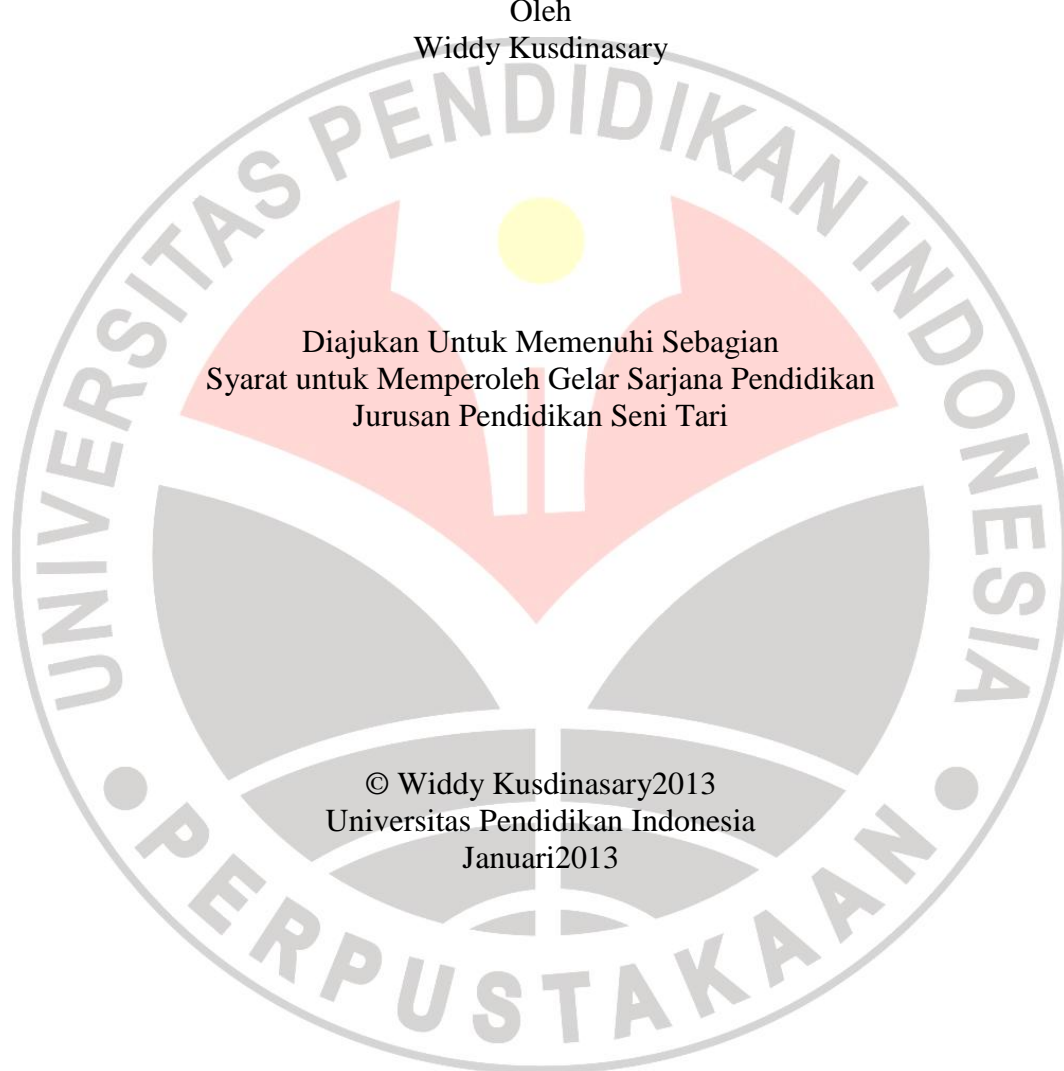 Oleh
Widdy Kusdinasary
UNIVERSITAS PENDIDIKAN INDONESIA
Diajukan Untuk Memenuhi Sebagian
Syarat untuk Memperoleh Gelar Sarjana Pendidikan
Jurusan Pendidikan Seni Tari
© Widdy Kusdinasary2013
Universitas Pendidikan Indonesia
Januari2013
PERPUSTAKAAN